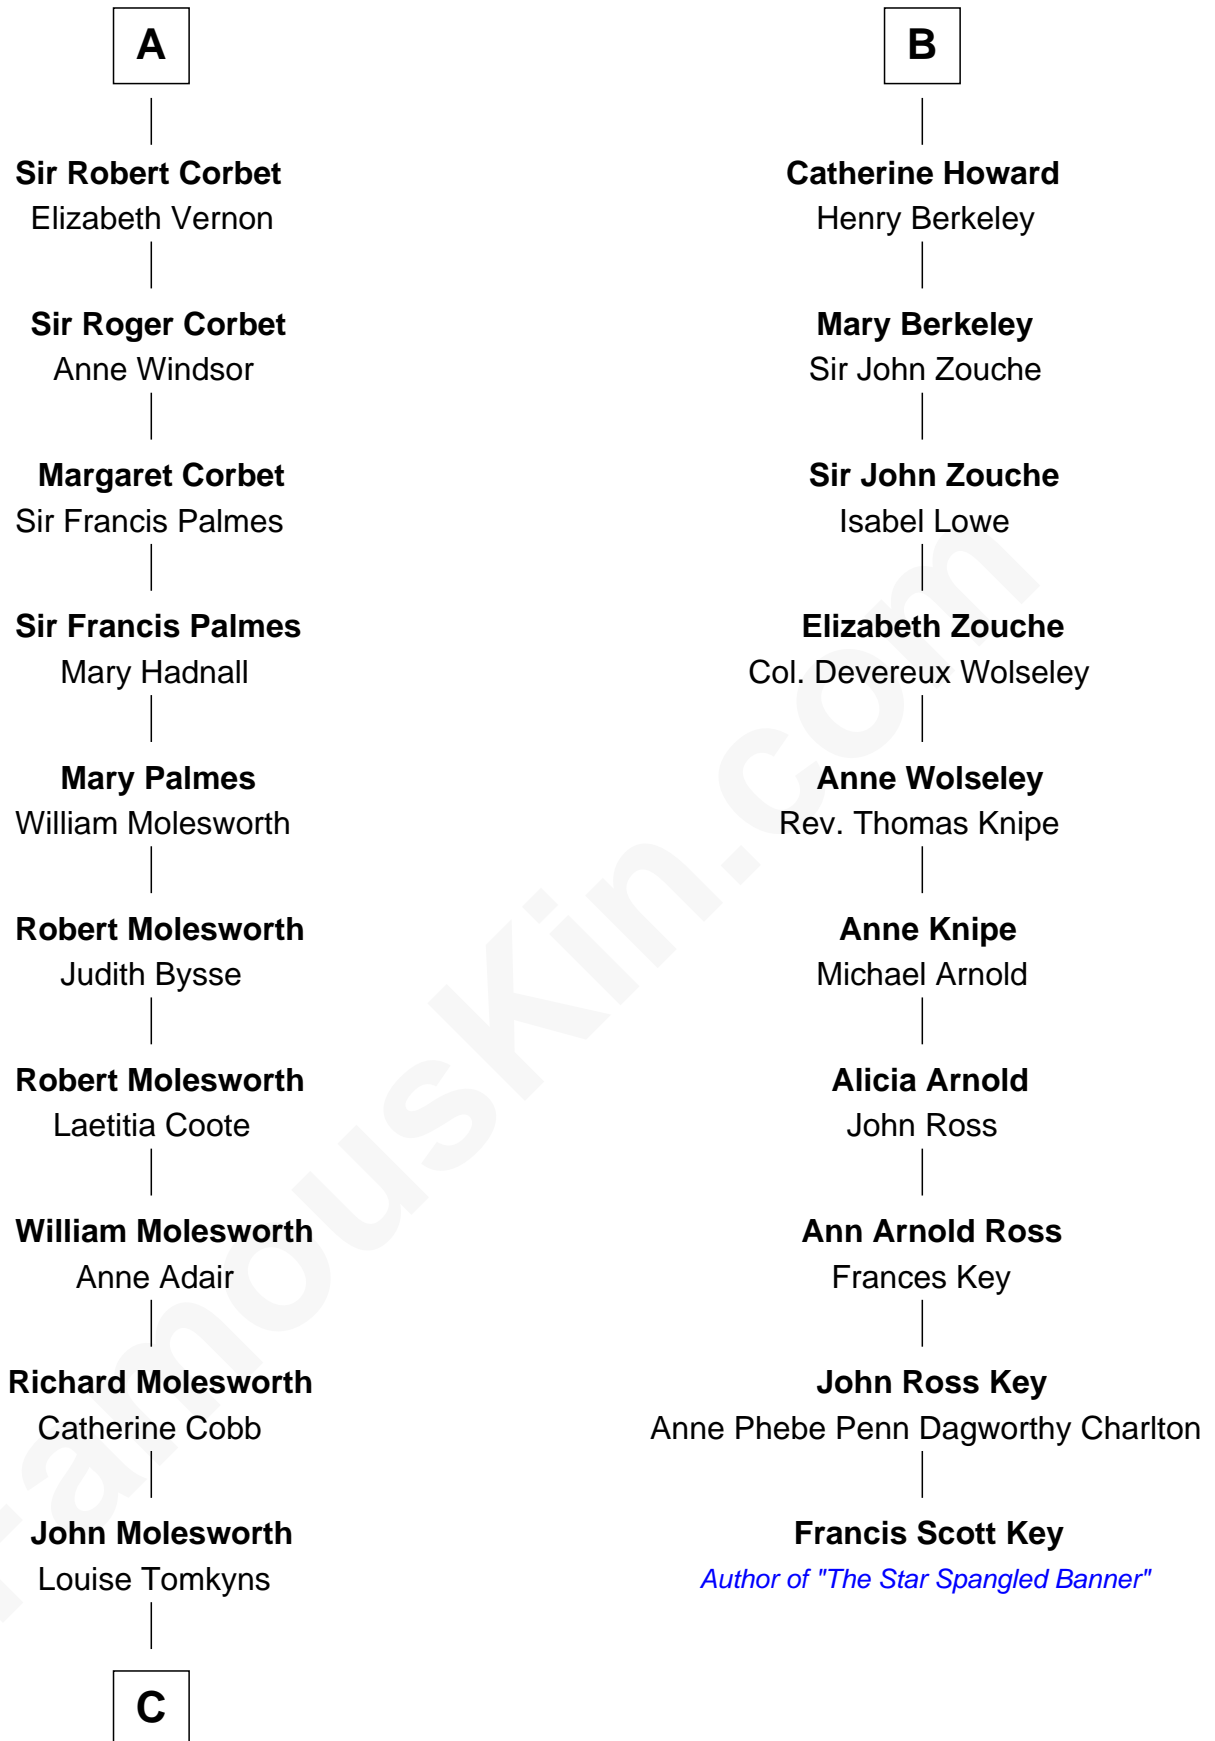 A
Sir Robert Corbet
Elizabeth Vernon
Sir Roger Corbet
Anne Windsor
Margaret Corbet
Sir Francis Palmes
Sir Francis Palmes
Mary Hadnall
Mary Palmes
William Molesworth
Robert Molesworth
Judith Bysse
Robert Molesworth
Laetitia Coote
William Molesworth
Anne Adair
Richard Molesworth
Catherine Cobb
John Molesworth
Louise Tomkyns
C
B
Catherine Howard
Henry Berkeley
Mary Berkeley
Sir John Zouche
Sir John Zouche
Isabel Lowe
Elizabeth Zouche
Col. Devereux Wolseley
Anne Wolseley
Rev. Thomas Knipe
Anne Knipe
Michael Arnold
Alicia Arnold
John Ross
Ann Arnold Ross
Frances Key
John Ross Key
Anne Phebe Penn Dagworthy Charlton
Francis Scott Key
Author of "The Star Spangled Banner"
FamousKin.com